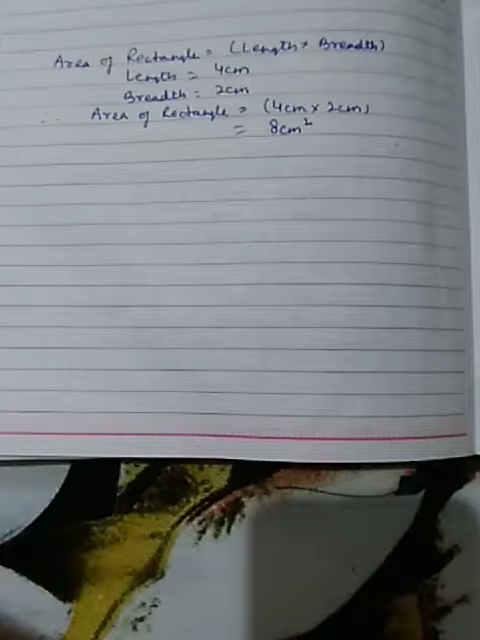 Area of Rectangle = (Length × Breadth)
Length = 4cm
Breadth = 2cm
∴ Area of Rectangle = (4cm × 2cm)
= 8cm²